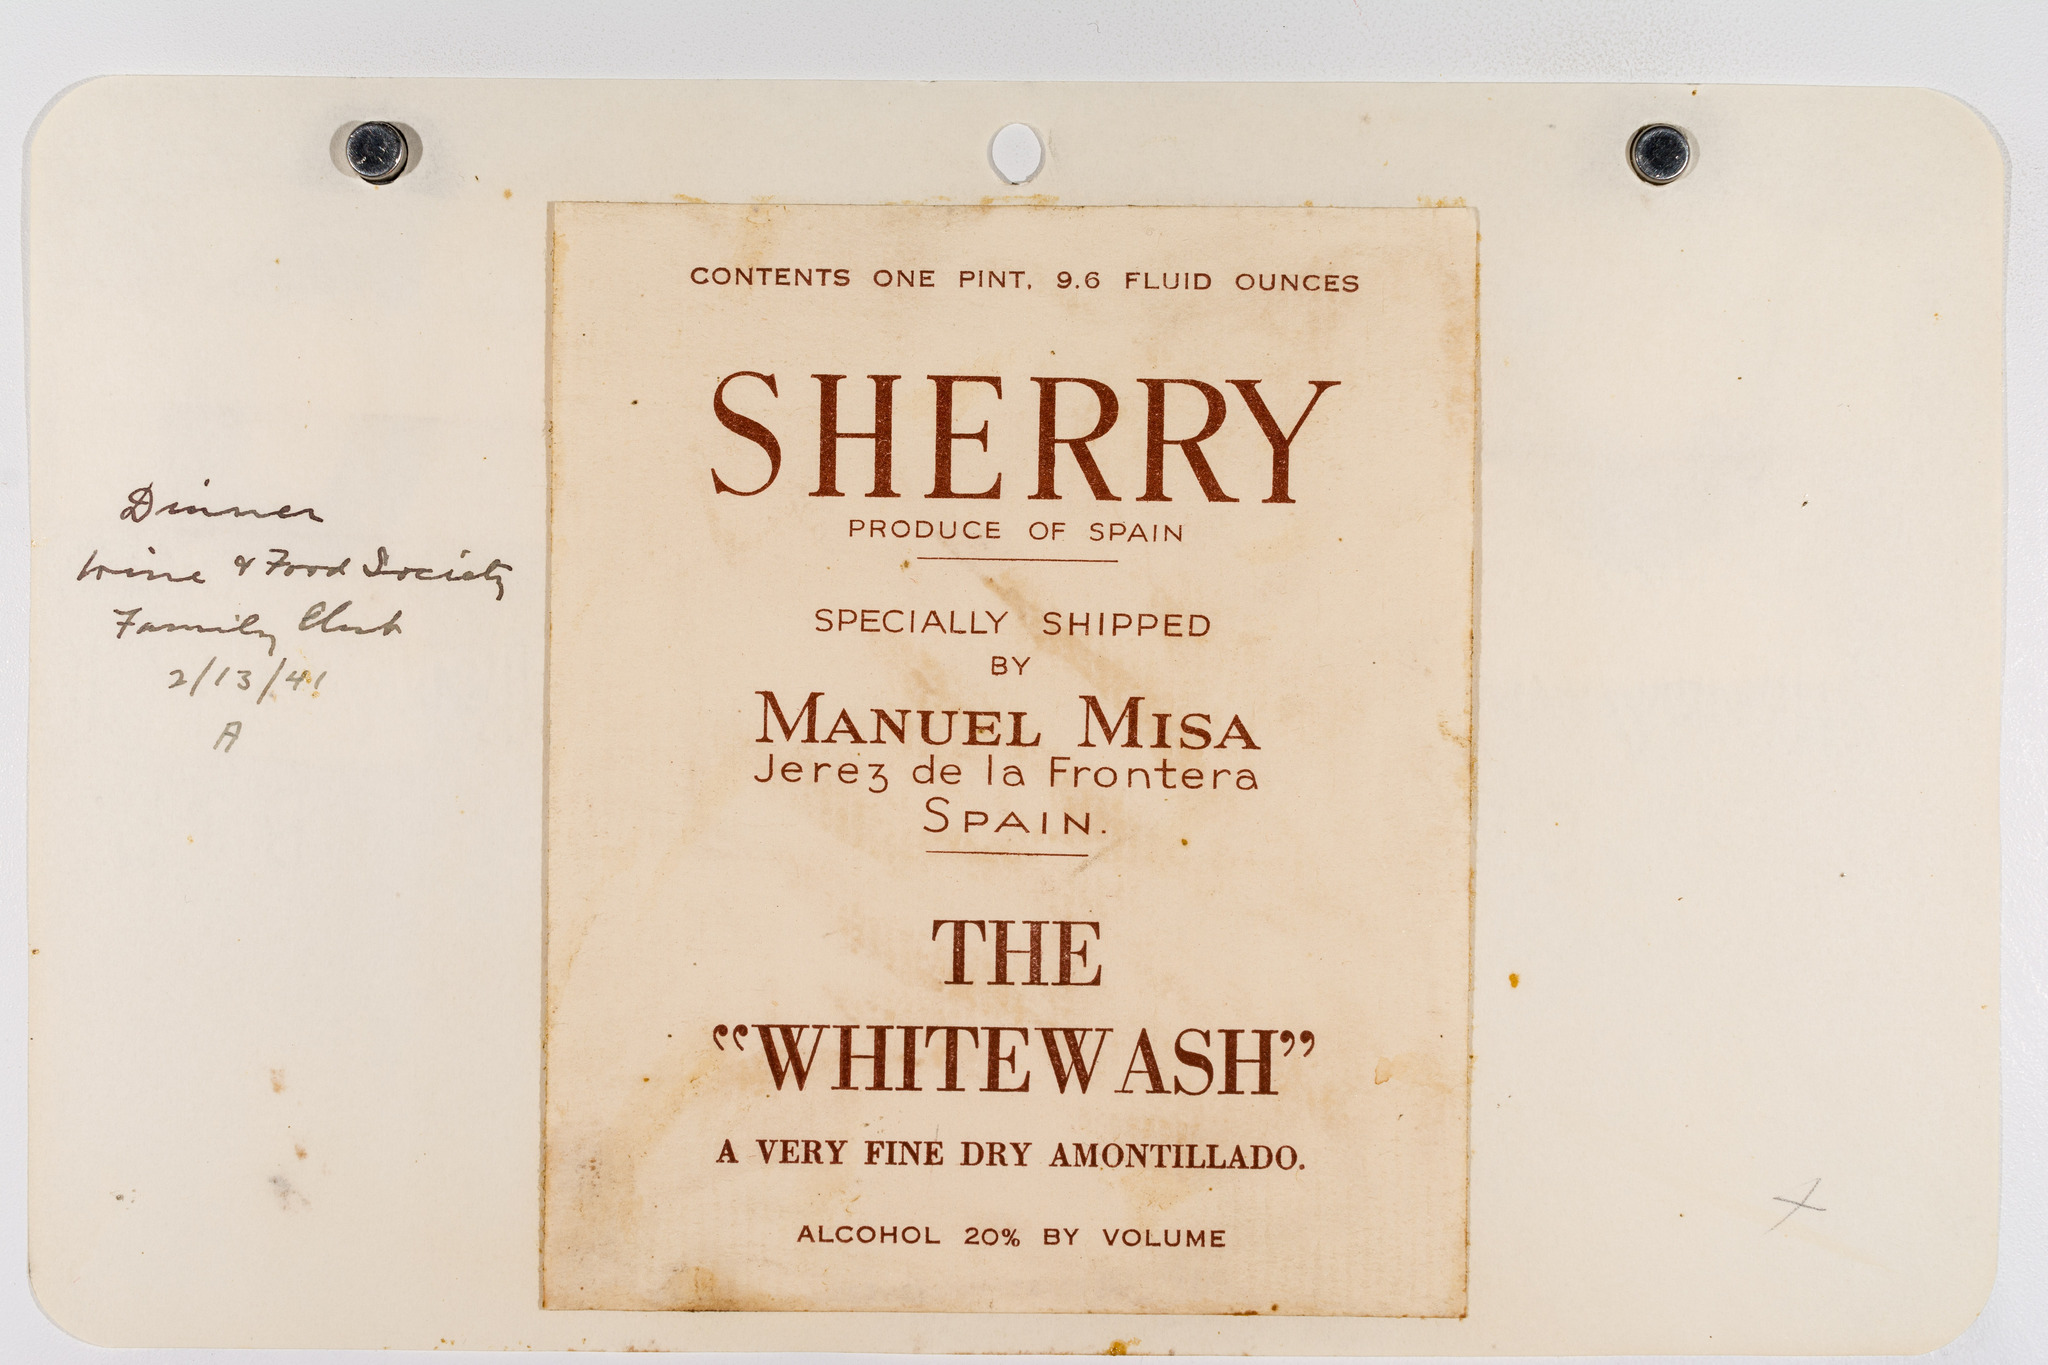 Dinner
Wine & Food Society
Family Club
2/13/41
A
CONTENTS ONE PINT, 9.6 FLUID OUNCES
SHERRY
PRODUCE OF SPAIN
SPECIALLY SHIPPED
BY
MANUEL MISA
Jerez de la Frontera
SPAIN.
THE
“WHITEWASH”
A VERY FINE DRY AMONTILLADO.
ALCOHOL 20% BY VOLUME
X